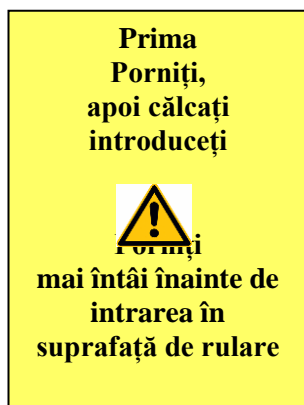 Prima
Porniți,
apoi călcați
introduceți
Porniți
mai întâi înainte de
intrarea în
suprafață de rulare